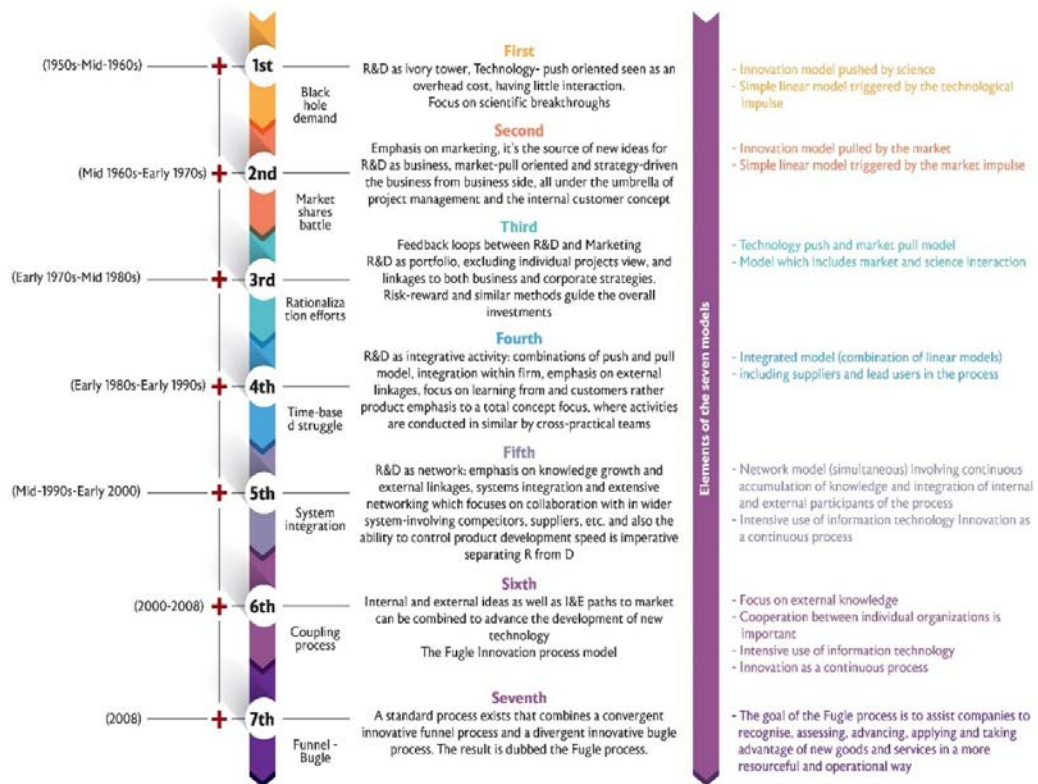 (1950s-Mid-1960s)
1st
Black
hole
demand
First
R&D as ivory tower, Technology- push oriented seen as an
overhead cost, having little interaction.
Focus on scientific breakthroughs
- Innovation model pushed by science
- Simple linear model triggered by the technological
impulse
(Mid 1960s-Early 1970s)
2nd
Market
shares
battle
Second
Emphasis on marketing, it's the source of new ideas for
R&D as business, market-pull oriented and strategy-driven
the business from business side, all under the umbrella of
project management and the internal customer concept
- Innovation model pulled by the market
- Simple linear model triggered by the market impulse
(Early 1970s-Mid 1980s)
3rd
Rationaliza
tion efforts
Third
Feedback loops between R&D and Marketing
R&D as portfolio, excluding individual projects view, and
linkages to both business and corporate strategies.
Risk-reward and similar methods guide the overall
investments
- Technology push and market pull model
- Model which includes market and science interaction
(Early 1980s-Early 1990s)
4th
Time-base
d struggle
Fourth
R&D as integrative activity: combinations of push and pull
model, integration within firm, emphasis on external
linkages, focus on learning from and customers rather
product emphasis to a total concept focus, where activities
are conducted in similar by cross-practical teams
- Integrated model (combination of linear models)
- including suppliers and lead users in the process
(Mid-1990s-Early 2000)
5th
System
integration
Fifth
R&D as network: emphasis on knowledge growth and
external linkages, systems integration and extensive
networking which focuses on collaboration with in wider
system-involving competitors, suppliers, etc. and also the
ability to control product development speed is imperative
separating R from D
- Network model (simultaneous) involving continuous
accumulation of knowledge and integration of internal
and external participants of the process
- Intensive use of information technology Innovation as
a continuous process
(2000-2008)
6th
Coupling
process
Sixth
Internal and external ideas as well as I&E paths to market
can be combined to advance the development of new
technology
The Fugle Innovation process model
- Focus on external knowledge
- Cooperation between individual organizations is
important
- Intensive use of information technology
- Innovation as a continuous process
(2008)
7th
Funnel -
Bugle
Seventh
A standard process exists that combines a convergent
innovative funnel process and a divergent innovative bugle
process. The result is dubbed the Fugle process.
- The goal of the Fugle process is to assist companies to
recognise, assessing, advancing, applying and taking
advantage of new goods and services in a more
resourceful and operational way
Elements of the seven models